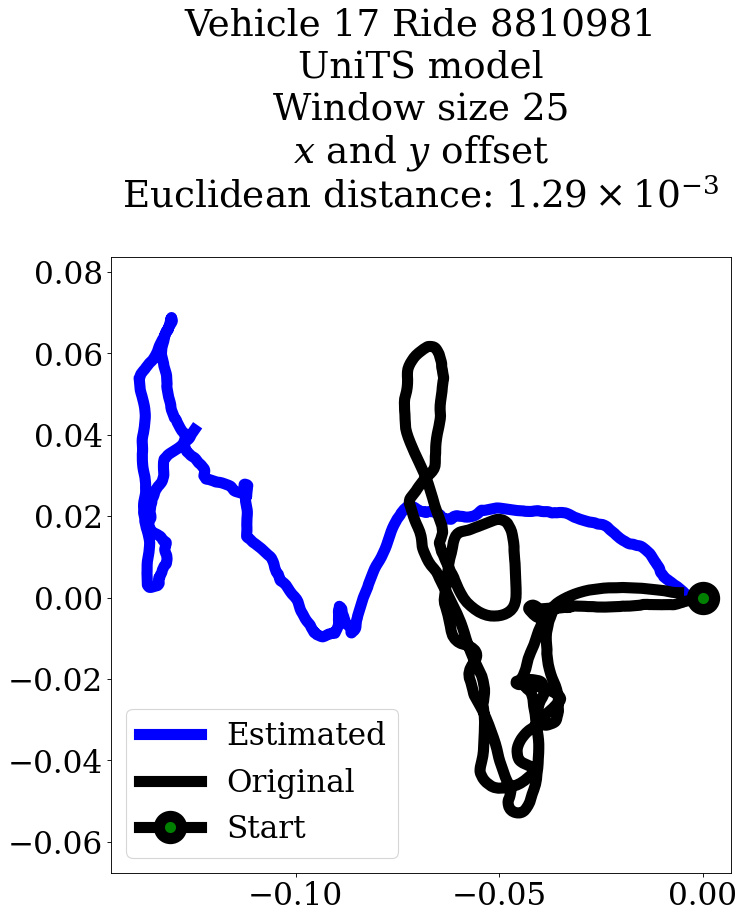 Vehicle 17 Ride 8810981
UniTS model
Window size 25
x and y offset
Euclidean distance: 1.29 × 10⁻³
0.08
0.06
0.04
0.02
0.00
−0.02
−0.04
−0.06
Estimated
Original
Start
−0.10 −0.05 0.00